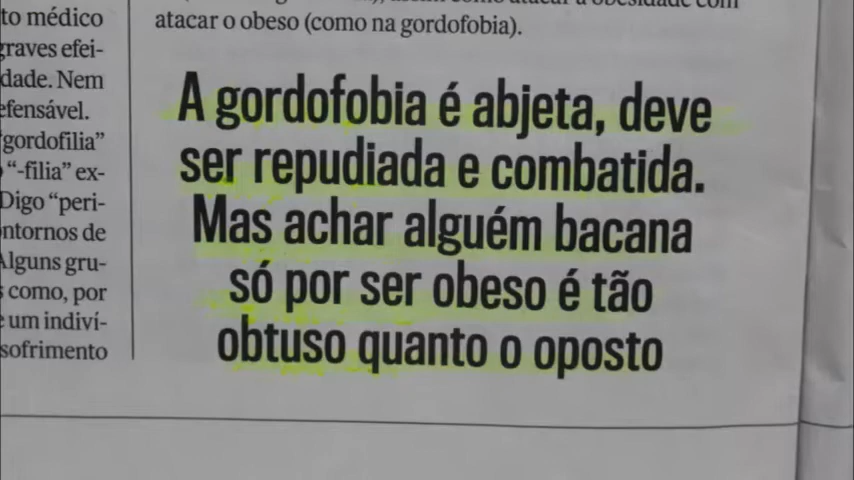 to médico
graves efei-
dade. Nem
efensável.
"gordofilia"
"-filia" ex-
Digo "peri-
ntornos de
Alguns gru-
como, por
e um indiví-
sofrimento
atacar o obeso (como na gordofobia).
A gordofobia é abjeta, deve
ser repudiada e combatida.
Mas achar alguém bacana
só por ser obeso é tão
obtuso quanto o oposto